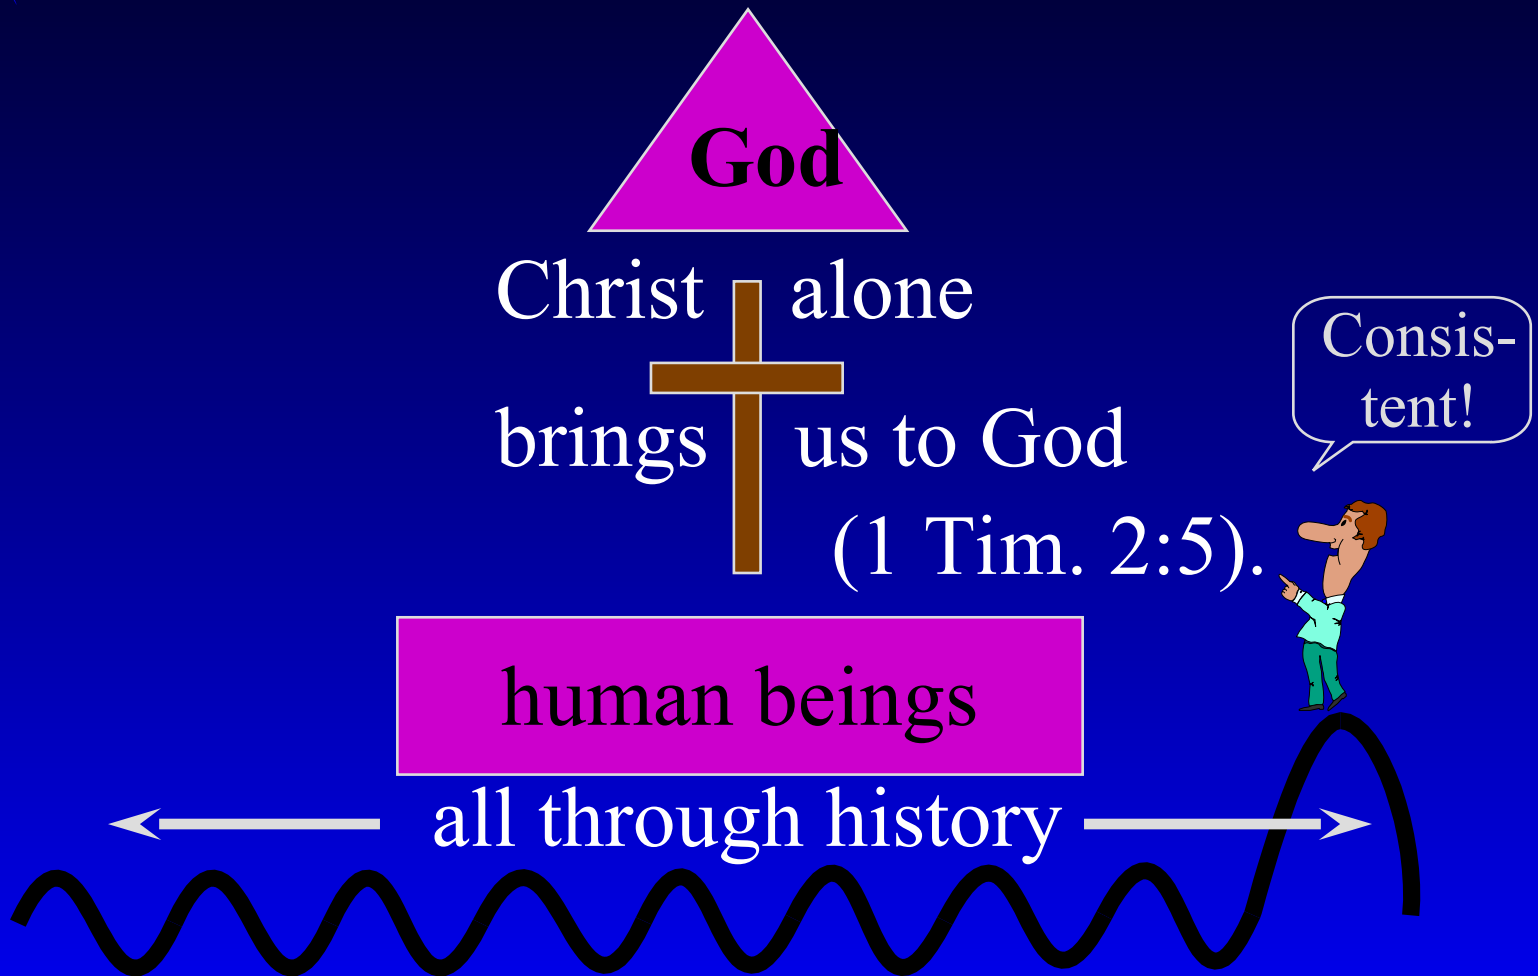 God
Christ alone
brings us to God
(1 Tim. 2:5).
Consis-
tent!
human beings
all through history